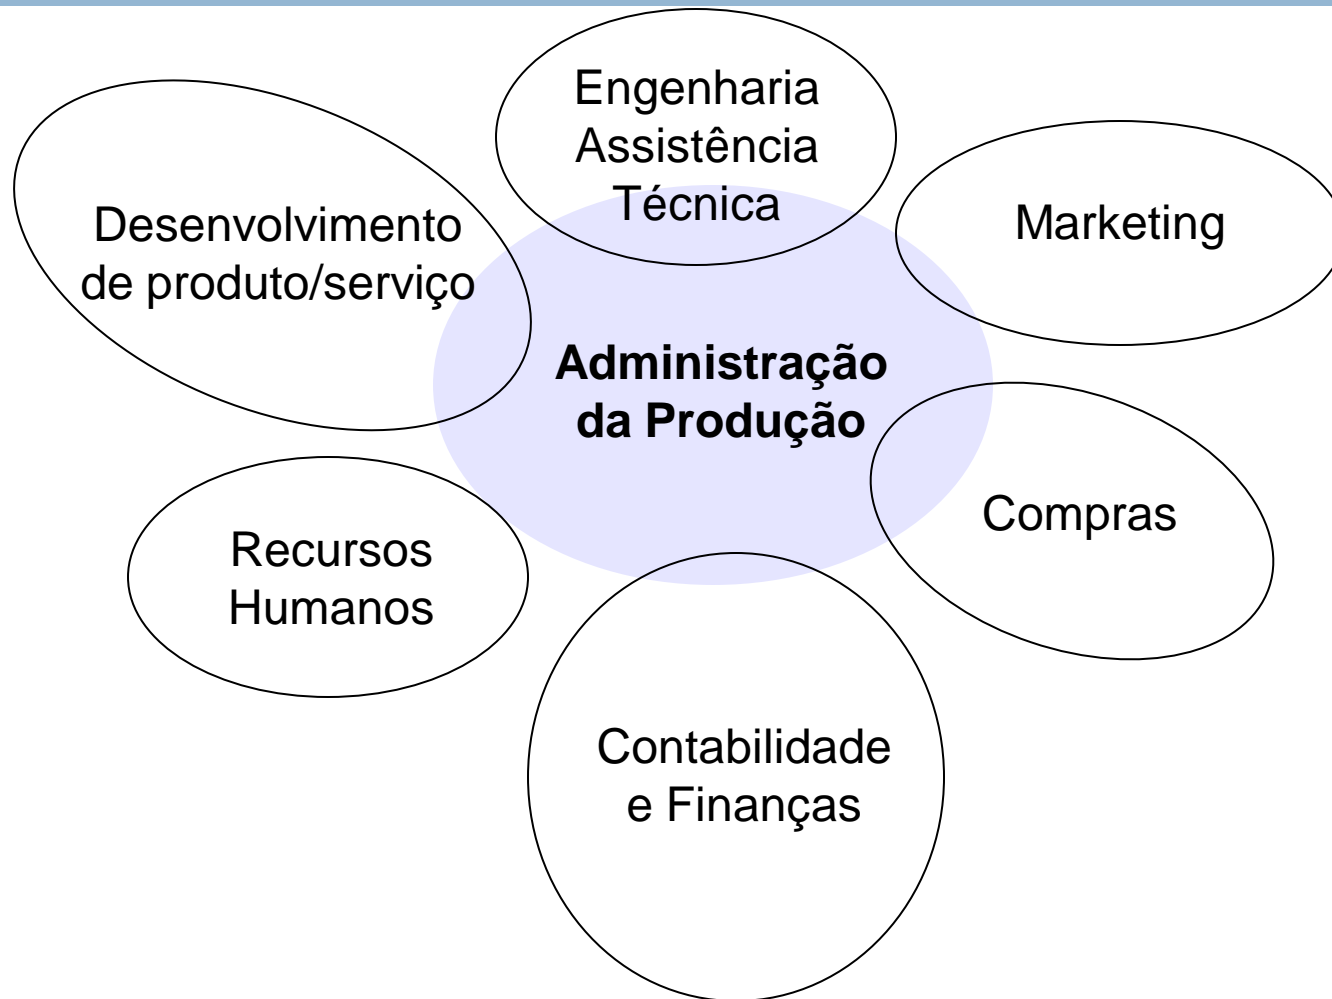 Engenharia
Assistência
Técnica
Desenvolvimento
de produto/serviço
Marketing
Administração
da Produção
Compras
Recursos
Humanos
Contabilidade
e Finanças